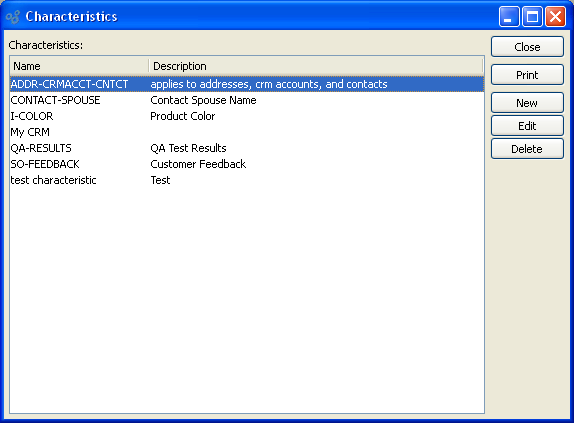 Characteristics
Characteristics:
Close
Name Description
ADDR-CRMACCT-CNTCT applies to addresses, crm accounts, and contacts
Print
CONTACT-SPOUSE Contact Spouse Name
New
I-COLOR Product Color
Edit
My CRM
QA-RESULTS QA Test Results
Delete
SO-FEEDBACK Customer Feedback
test characteristic Test